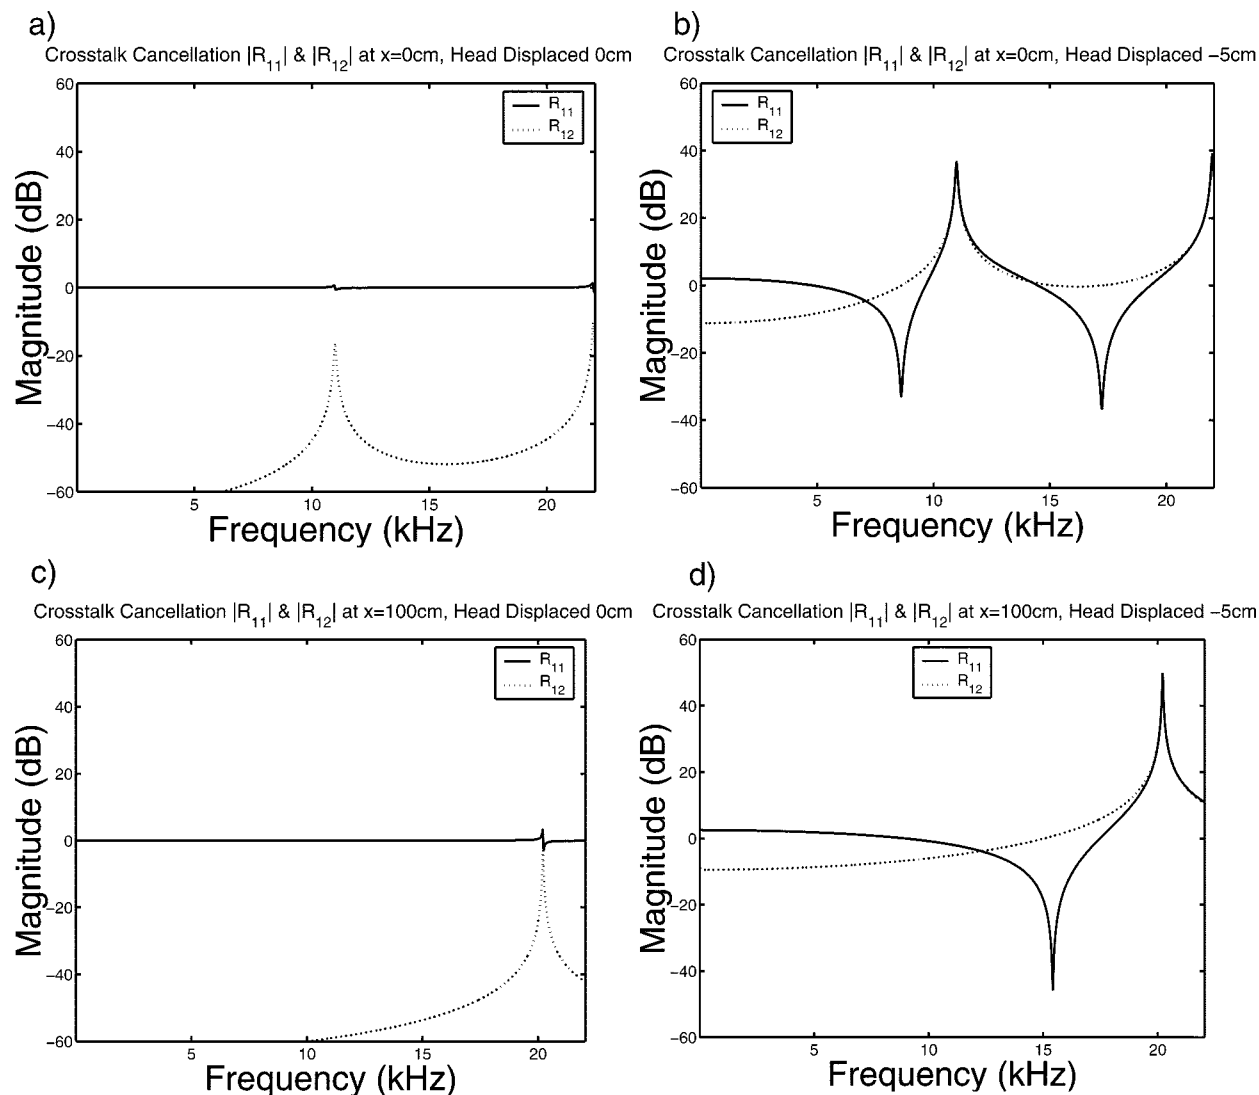 a)
Crosstalk Cancellation |R11| & |R12| at x=0cm, Head Displaced 0cm
60
40
20
0
−20
−40
−60
Magnitude (dB)
R11
R12
5
10
15
20
Frequency (kHz)
b)
Crosstalk Cancellation |R11| & |R12| at x=0cm, Head Displaced −5cm
60
40
20
0
−20
−40
−60
Magnitude (dB)
R11
R12
5
10
15
20
Frequency (kHz)
c)
Crosstalk Cancellation |R11| & |R12| at x=100cm, Head Displaced 0cm
60
40
20
0
−20
−40
−60
Magnitude (dB)
R11
R12
5
10
15
20
Frequency (kHz)
d)
Crosstalk Cancellation |R11| & |R12| at x=100cm, Head Displaced −5cm
60
40
20
0
−20
−40
−60
Magnitude (dB)
R11
R12
5
10
15
20
Frequency (kHz)